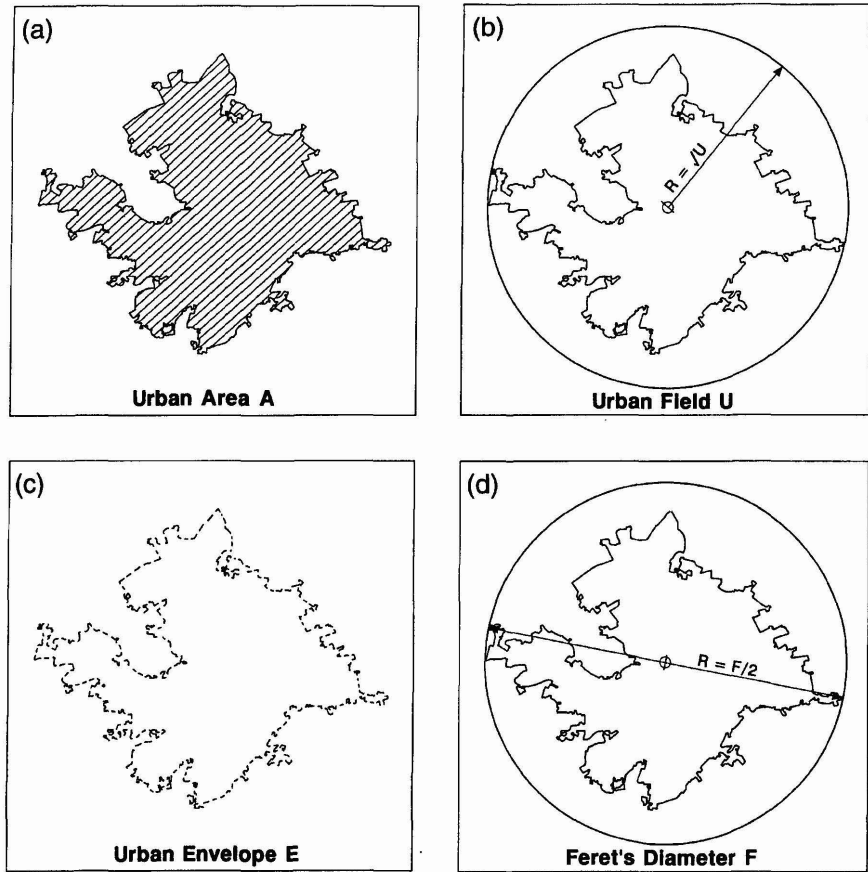 (a)
Urban Area A
(b)
R = √U
Urban Field U
(c)
Urban Envelope E
(d)
R = F/2
Feret's Diameter F